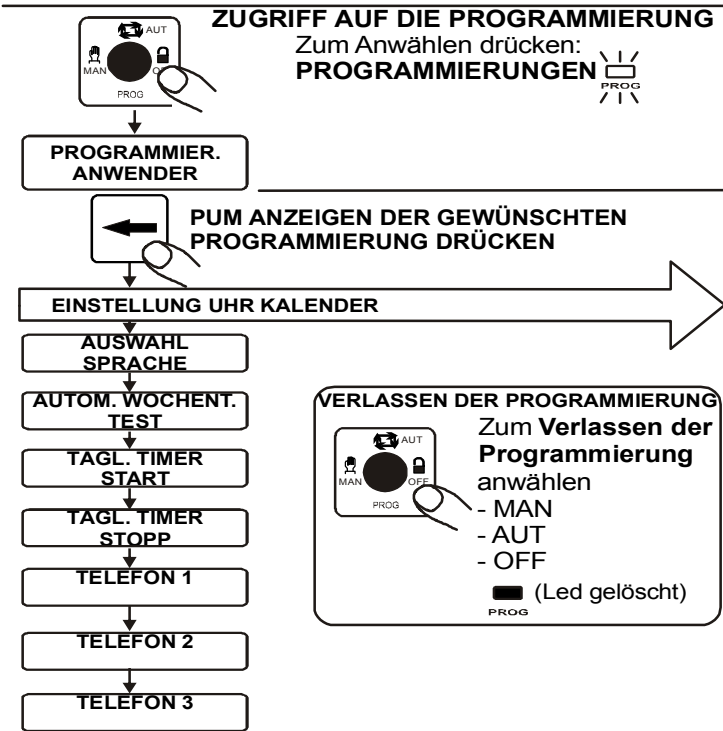 ZUGRIFF AUF DIE PROGRAMMIERUNG
Zum Anwählen drücken:
PROGRAMMIERUNGEN
PROG
AUT
MAN
PROG
PROGRAMMIER.
ANWENDER
PUM ANZEIGEN DER GEWÜNSCHTEN
PROGRAMMIERUNG DRÜCKEN
EINSTELLUNG UHR KALENDER
AUSWAHL
SPRACHE
AUTOM. WOCHENT.
TEST
TAGL. TIMER
START
TAGL. TIMER
STOPP
TELEFON 1
TELEFON 2
TELEFON 3
VERLASSEN DER PROGRAMMIERUNG
AUT
MAN
OFF
PROG
Zum Verlassen der
Programmierung
anwählen
- MAN
- AUT
- OFF
(Led gelöscht)
PROG